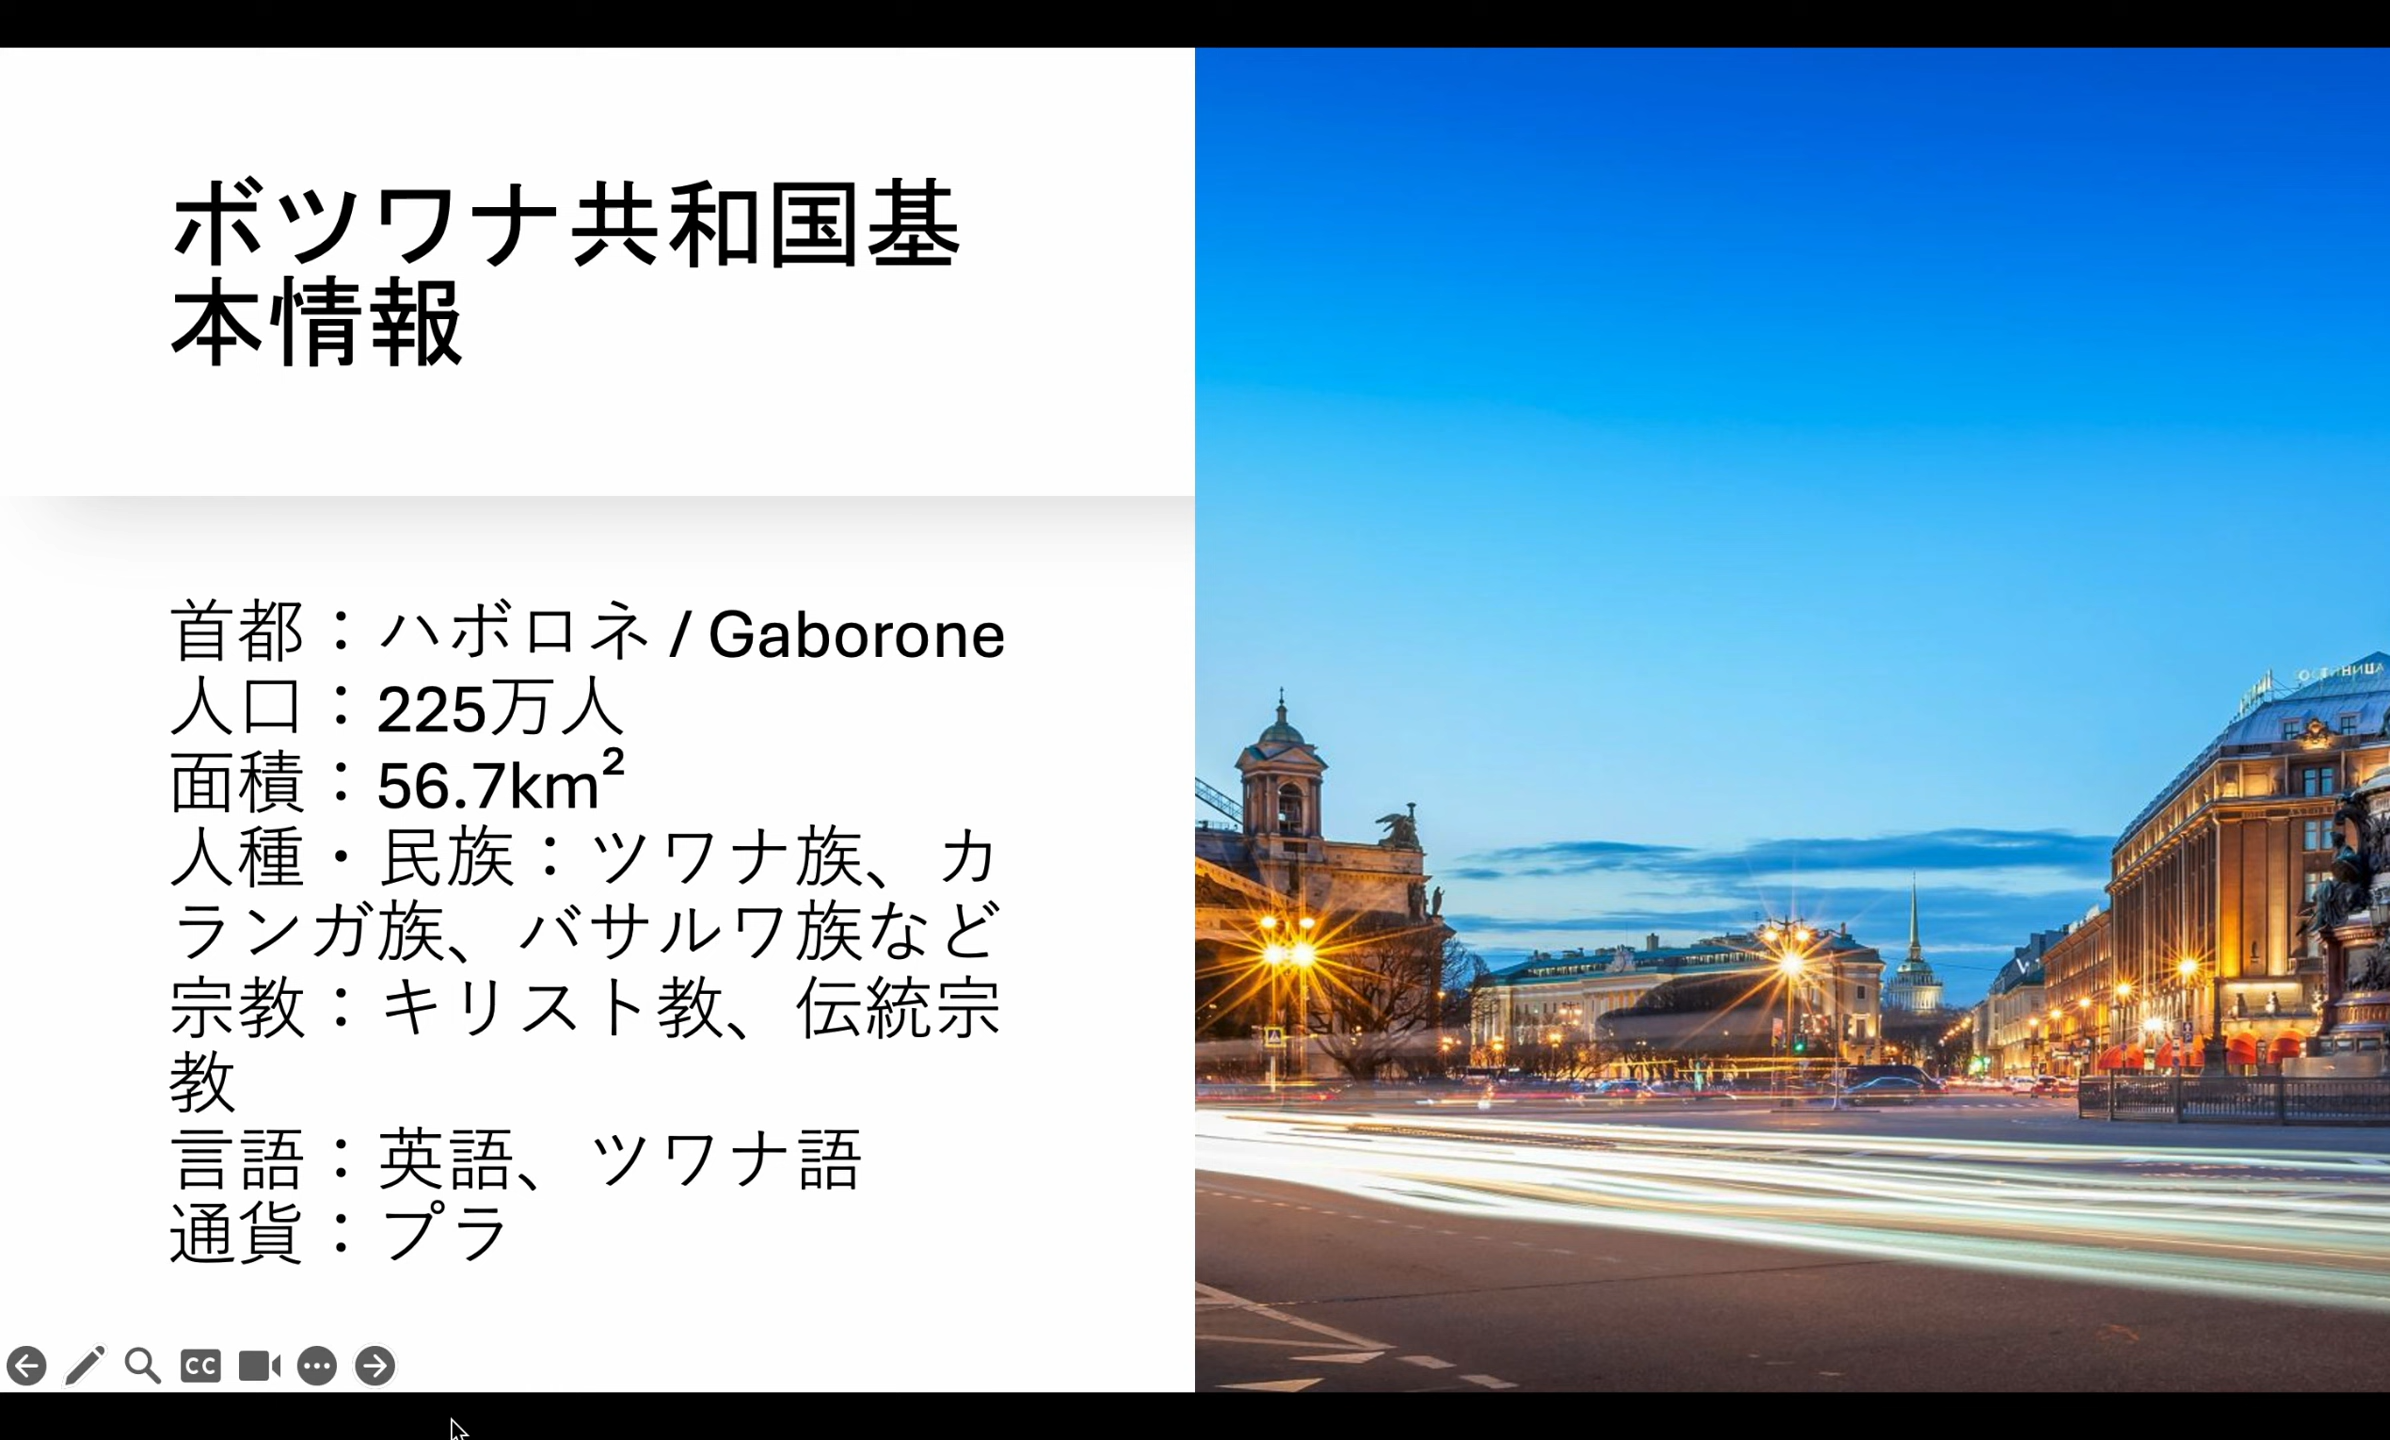 ボツワナ共和国基
本情報
首都：ハボロネ / Gaborone
人口：225万人
面積：56.7km²
人種・民族：ツワナ族、カ
ランガ族、バサルワ族など
宗教：キリスト教、伝統宗
教
言語：英語、ツワナ語
通貨：プラ
CC